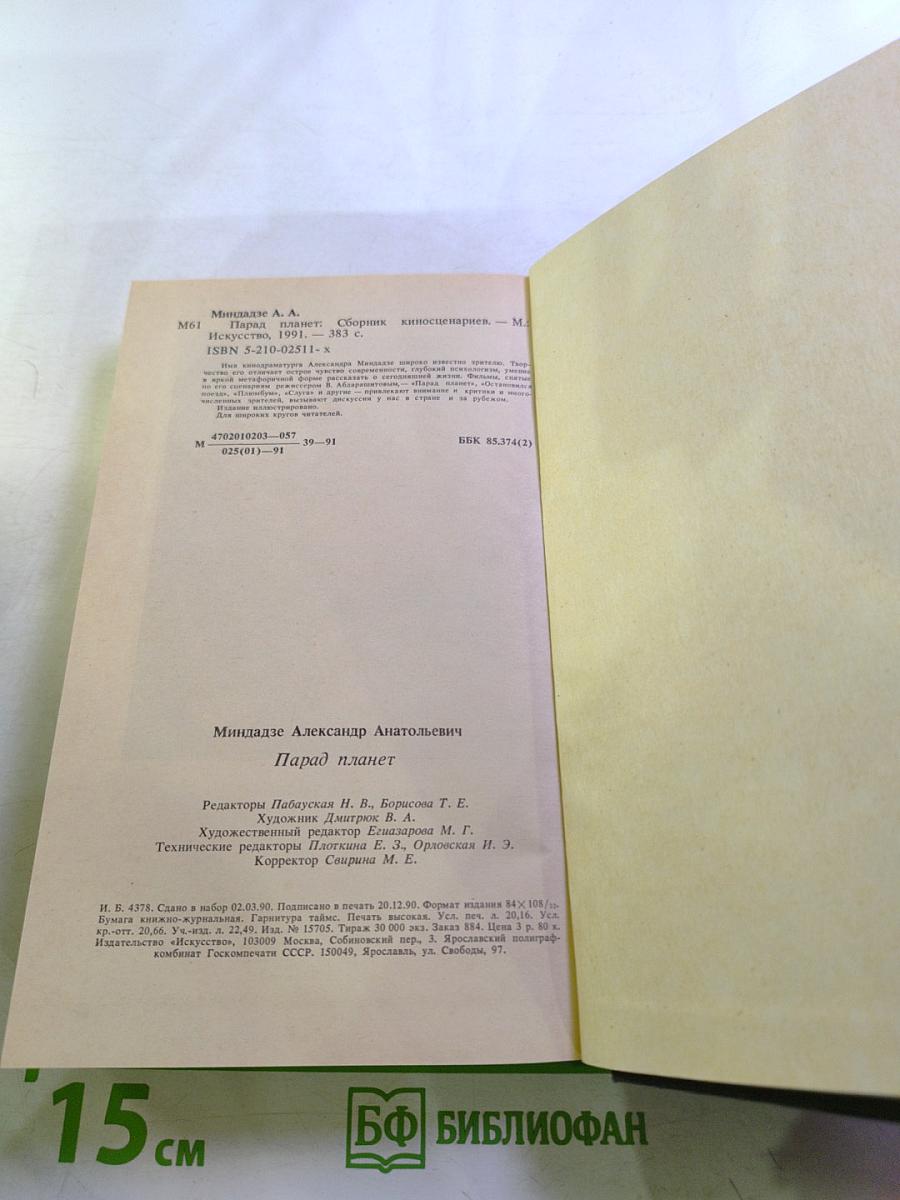 Миндадзе А. А.
М61 Парад планет: Сборник киносценариев. — М.:
Искусство, 1991. — 383 с.
ISBN 5-210-02511- х
Имя кинодраматурга Александра Миндадзе широко известно зрителю. Твор-
чество его отличает острое чувство современности, глубокий психологизм, умение
в яркой метафоричной форме рассказать о сегодняшней жизни. Фильмы, снятые
по его сценариям режиссером В. Абдрашитовым,— «Парад планет», «Остановился
поезд», «Плюмбум», «Слуга» и другие — привлекают внимание и критики и много-
численных зрителей, вызывают дискуссии у нас в стране и за рубежом.
Издание иллюстрировано.
Для широких кругов читателей.
4702010203—057
М 39—91 ББК 85.374(2)
025(01)—91
Миндадзе Александр Анатольевич
Парад планет
Редакторы Пабауская Н. В., Борисова Т. Е.
Художник Дмитрюк В. А.
Художественный редактор Егиазарова М. Г.
Технические редакторы Плоткина Е. З., Орловская И. Э.
Корректор Свирина М. Е.
И. Б. 4378. Сдано в набор 02.03.90. Подписано в печать 20.12.90. Формат издания 84×108/32.
Бумага книжно-журнальная. Гарнитура таймс. Печать высокая. Усл. печ. л. 20,16. Усл.
кр.-отт. 20,66. Уч.-изд. л. 22,49. Изд. № 15705. Тираж 30 000 экз. Заказ 884. Цена 3 р. 80 к.
Издательство «Искусство», 103009 Москва, Собиновский пер., 3. Ярославский полиграф-
комбинат Госкомпечати СССР. 150049, Ярославль, ул. Свободы, 97.
15 см
БФ БИБЛИОФАН